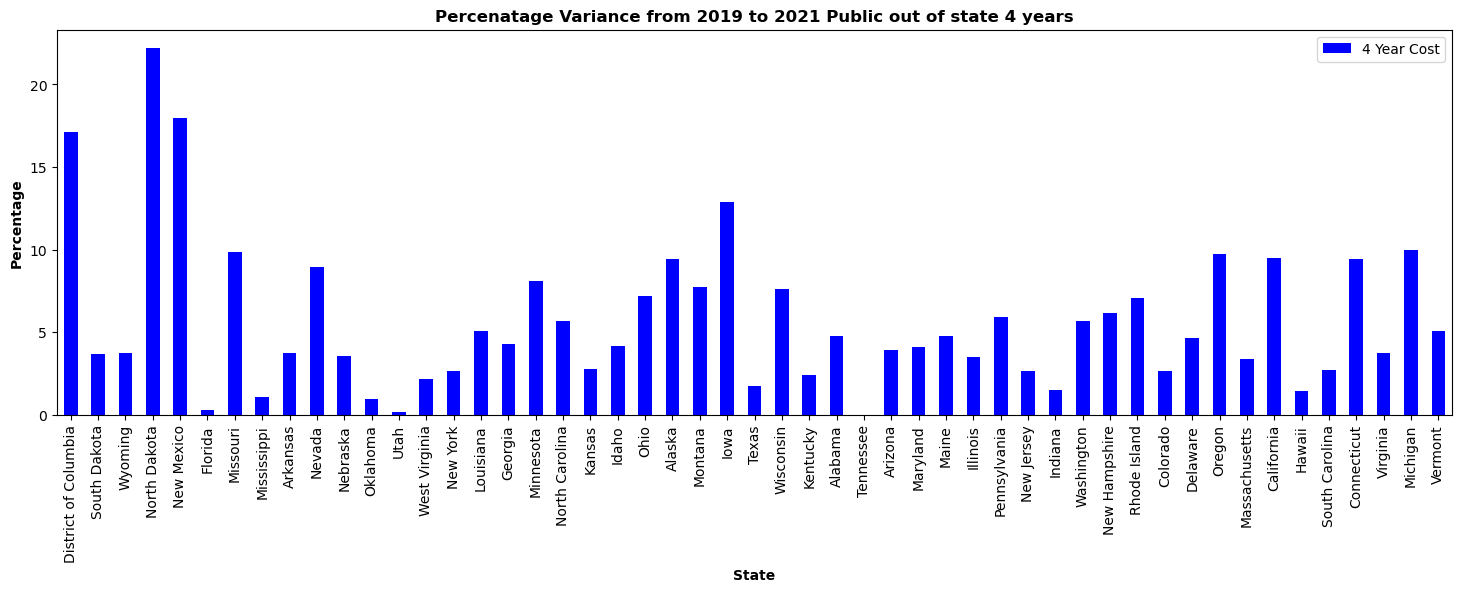 Percenatage Variance from 2019 to 2021 Public out of state 4 years
4 Year Cost
Percentage
20
15
10
5
0
District of Columbia
South Dakota
Wyoming
North Dakota
New Mexico
Florida
Missouri
Mississippi
Arkansas
Nevada
Nebraska
Oklahoma
Utah
West Virginia
New York
Louisiana
Georgia
Minnesota
North Carolina
Kansas
Idaho
Ohio
Alaska
Montana
Iowa
Texas
Wisconsin
Kentucky
Alabama
Tennessee
Arizona
Maryland
Maine
Illinois
Pennsylvania
New Jersey
Indiana
Washington
New Hampshire
Rhode Island
Colorado
Delaware
Oregon
Massachusetts
California
Hawaii
South Carolina
Connecticut
Virginia
Michigan
Vermont
State